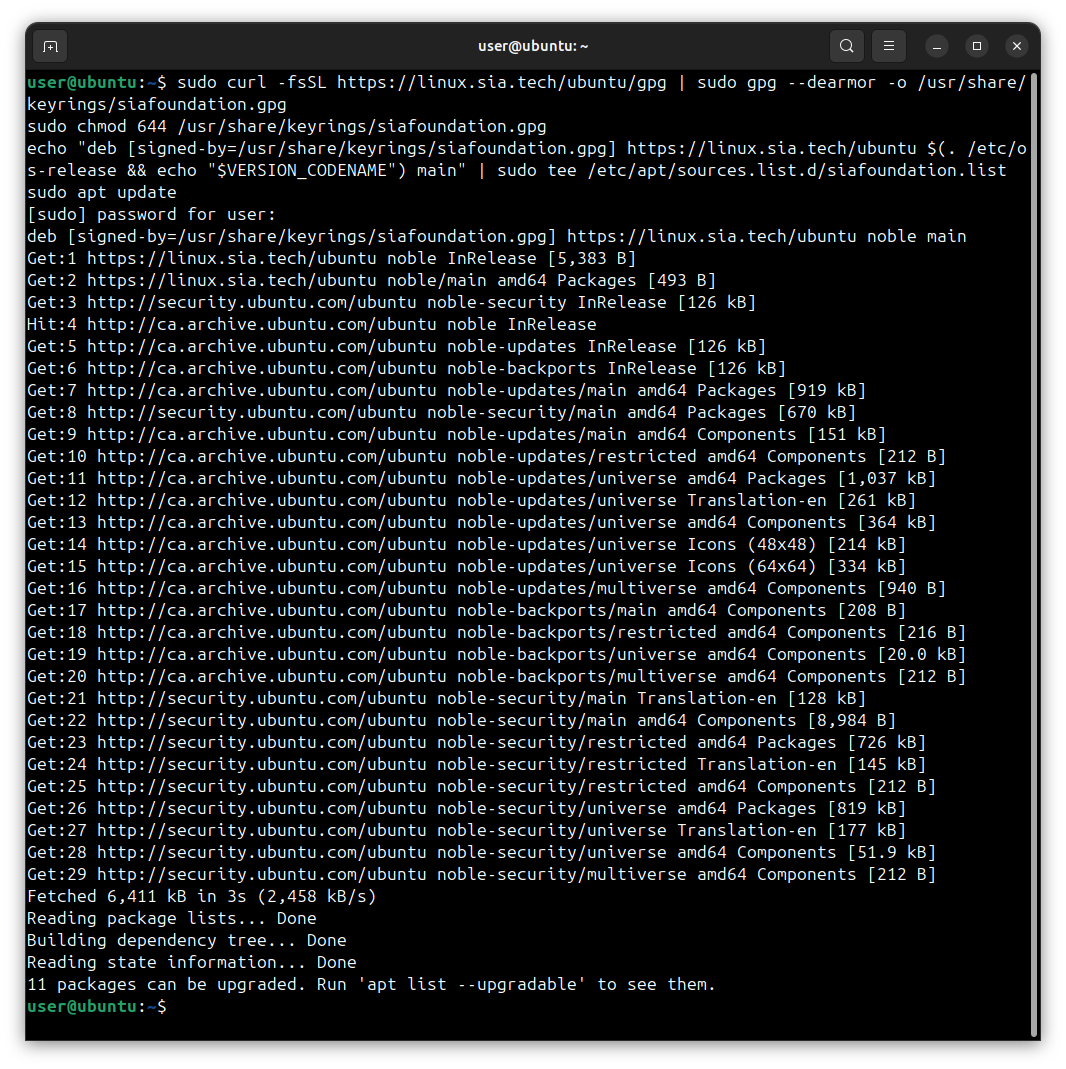 user@ubuntu: ~
user@ubuntu:~$ sudo curl -fsSL https://linux.sia.tech/ubuntu/gpg | sudo gpg --dearmor -o /usr/share/
keyrings/siafoundation.gpg
sudo chmod 644 /usr/share/keyrings/siafoundation.gpg
echo "deb [signed-by=/usr/share/keyrings/siafoundation.gpg] https://linux.sia.tech/ubuntu $(. /etc/o
s-release && echo "$VERSION_CODENAME") main" | sudo tee /etc/apt/sources.list.d/siafoundation.list
sudo apt update
[sudo] password for user:
deb [signed-by=/usr/share/keyrings/siafoundation.gpg] https://linux.sia.tech/ubuntu noble main
Get:1 https://linux.sia.tech/ubuntu noble InRelease [5,383 B]
Get:2 https://linux.sia.tech/ubuntu noble/main amd64 Packages [493 B]
Get:3 http://security.ubuntu.com/ubuntu noble-security InRelease [126 kB]
Hit:4 http://ca.archive.ubuntu.com/ubuntu noble InRelease
Get:5 http://ca.archive.ubuntu.com/ubuntu noble-updates InRelease [126 kB]
Get:6 http://ca.archive.ubuntu.com/ubuntu noble-backports InRelease [126 kB]
Get:7 http://ca.archive.ubuntu.com/ubuntu noble-updates/main amd64 Packages [919 kB]
Get:8 http://security.ubuntu.com/ubuntu noble-security/main amd64 Packages [670 kB]
Get:9 http://ca.archive.ubuntu.com/ubuntu noble-updates/main amd64 Components [151 kB]
Get:10 http://ca.archive.ubuntu.com/ubuntu noble-updates/restricted amd64 Components [212 B]
Get:11 http://ca.archive.ubuntu.com/ubuntu noble-updates/universe amd64 Packages [1,037 kB]
Get:12 http://ca.archive.ubuntu.com/ubuntu noble-updates/universe Translation-en [261 kB]
Get:13 http://ca.archive.ubuntu.com/ubuntu noble-updates/universe amd64 Components [364 kB]
Get:14 http://ca.archive.ubuntu.com/ubuntu noble-updates/universe Icons (48x48) [214 kB]
Get:15 http://ca.archive.ubuntu.com/ubuntu noble-updates/universe Icons (64x64) [334 kB]
Get:16 http://ca.archive.ubuntu.com/ubuntu noble-updates/multiverse amd64 Components [940 B]
Get:17 http://ca.archive.ubuntu.com/ubuntu noble-backports/main amd64 Components [208 B]
Get:18 http://ca.archive.ubuntu.com/ubuntu noble-backports/restricted amd64 Components [216 B]
Get:19 http://ca.archive.ubuntu.com/ubuntu noble-backports/universe amd64 Components [20.0 kB]
Get:20 http://ca.archive.ubuntu.com/ubuntu noble-backports/multiverse amd64 Components [212 B]
Get:21 http://security.ubuntu.com/ubuntu noble-security/main Translation-en [128 kB]
Get:22 http://security.ubuntu.com/ubuntu noble-security/main amd64 Components [8,984 B]
Get:23 http://security.ubuntu.com/ubuntu noble-security/restricted amd64 Packages [726 kB]
Get:24 http://security.ubuntu.com/ubuntu noble-security/restricted Translation-en [145 kB]
Get:25 http://security.ubuntu.com/ubuntu noble-security/restricted amd64 Components [212 B]
Get:26 http://security.ubuntu.com/ubuntu noble-security/universe amd64 Packages [819 kB]
Get:27 http://security.ubuntu.com/ubuntu noble-security/universe Translation-en [177 kB]
Get:28 http://security.ubuntu.com/ubuntu noble-security/universe amd64 Components [51.9 kB]
Get:29 http://security.ubuntu.com/ubuntu noble-security/multiverse amd64 Components [212 B]
Fetched 6,411 kB in 3s (2,458 kB/s)
Reading package lists... Done
Building dependency tree... Done
Reading state information... Done
11 packages can be upgraded. Run 'apt list --upgradable' to see them.
user@ubuntu:~$